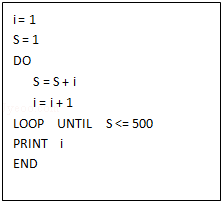 i = 1
S = 1
DO
S = S + i
i = i + 1
LOOP UNTIL S <= 500
PRINT i
END